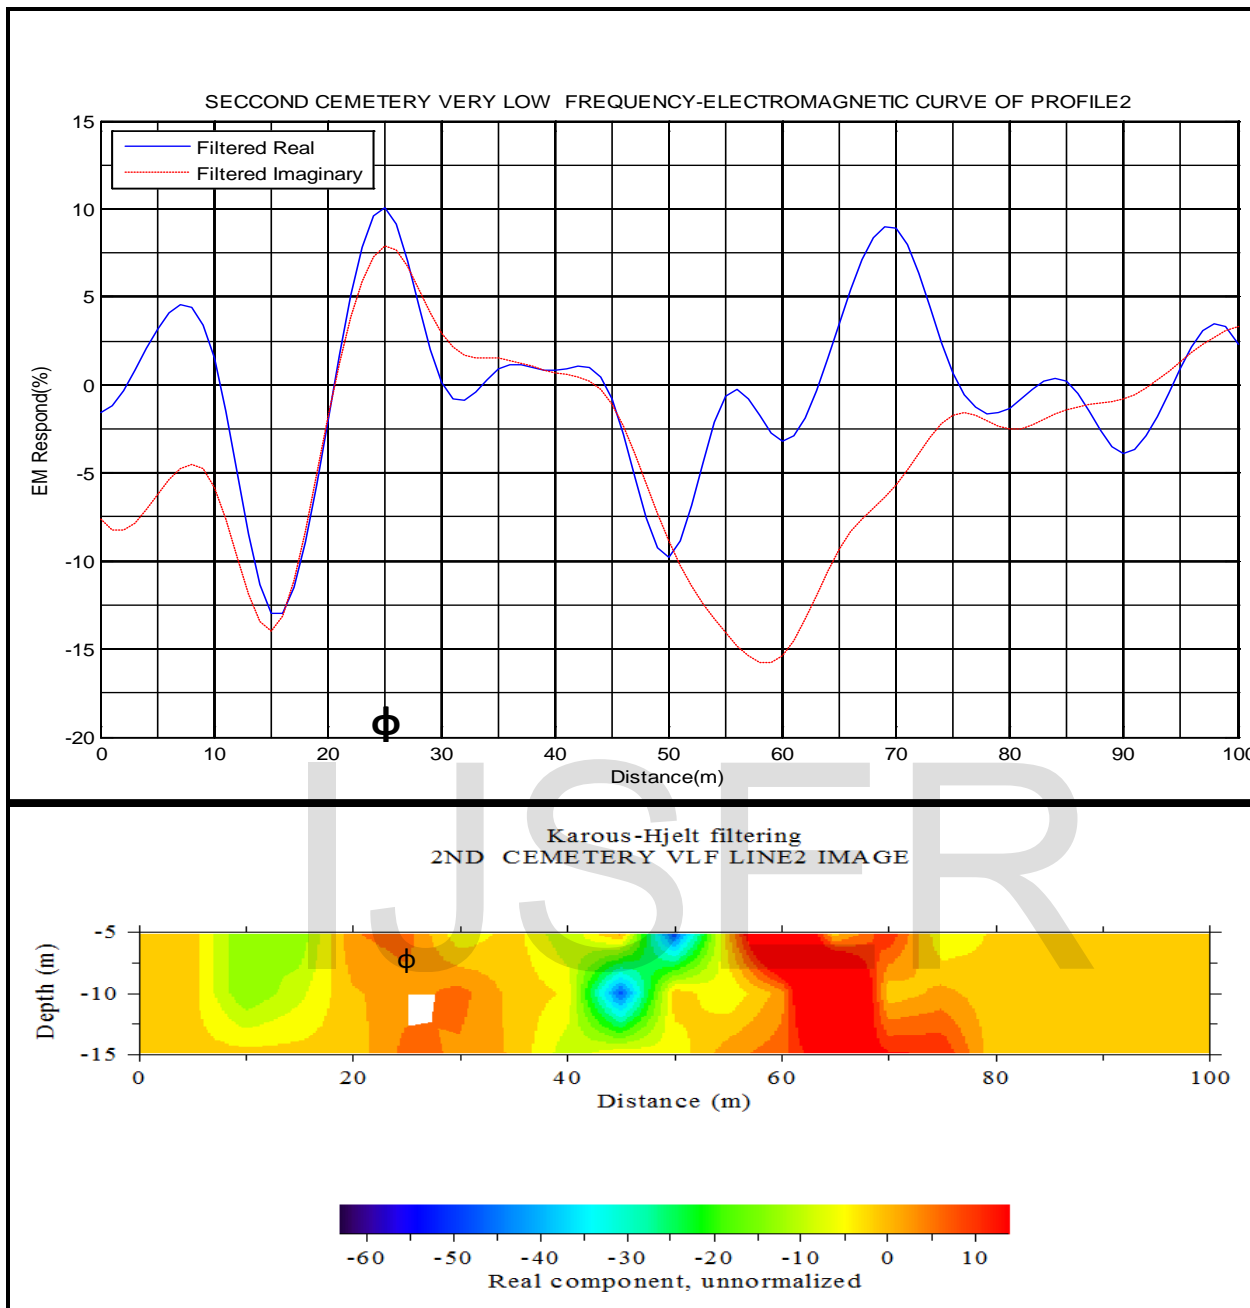 SECCOND CEMETERY VERY LOW FREQUENCY-ELECTROMAGNETIC CURVE OF PROFILE2
15
Filtered Real
Filtered Imaginary
10
5
0
-5
-10
-15
-20
EM Respond(%)
ф
0 10 20 30 40 50 60 70 80 90 100
Distance(m)
IJSER
Karous-Hjelt filtering
2ND CEMETERY VLF LINE2 IMAGE
-5
ф
-10
-15
Depth (m)
0 20 40 60 80 100
Distance (m)
-60 -50 -40 -30 -20 -10 0 10
Real component, unnormalized